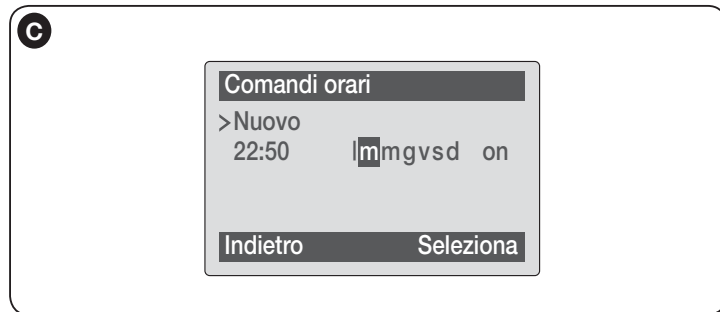 C
Comandi orari
>Nuovo
22:50 lmmgvsd on
Indietro Seleziona